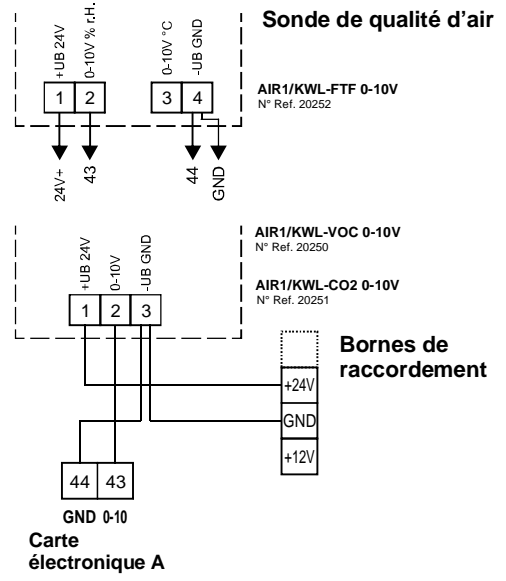 Sonde de qualité d'air
+UB 24V
0-10V % r.H.
0-10V °C
-UB GND
1 2 3 4
AIR1/KWL-FTF 0-10V
N° Ref. 20252
24V+
43
44
GND
AIR1/KWL-VOC 0-10V
N° Ref. 20250
AIR1/KWL-CO2 0-10V
N° Ref. 20251
+UB 24V
0-10V
-UB GND
1 2 3
Bornes de
raccordement
+24V
GND
+12V
44 43
GND 0-10
Carte
électronique A